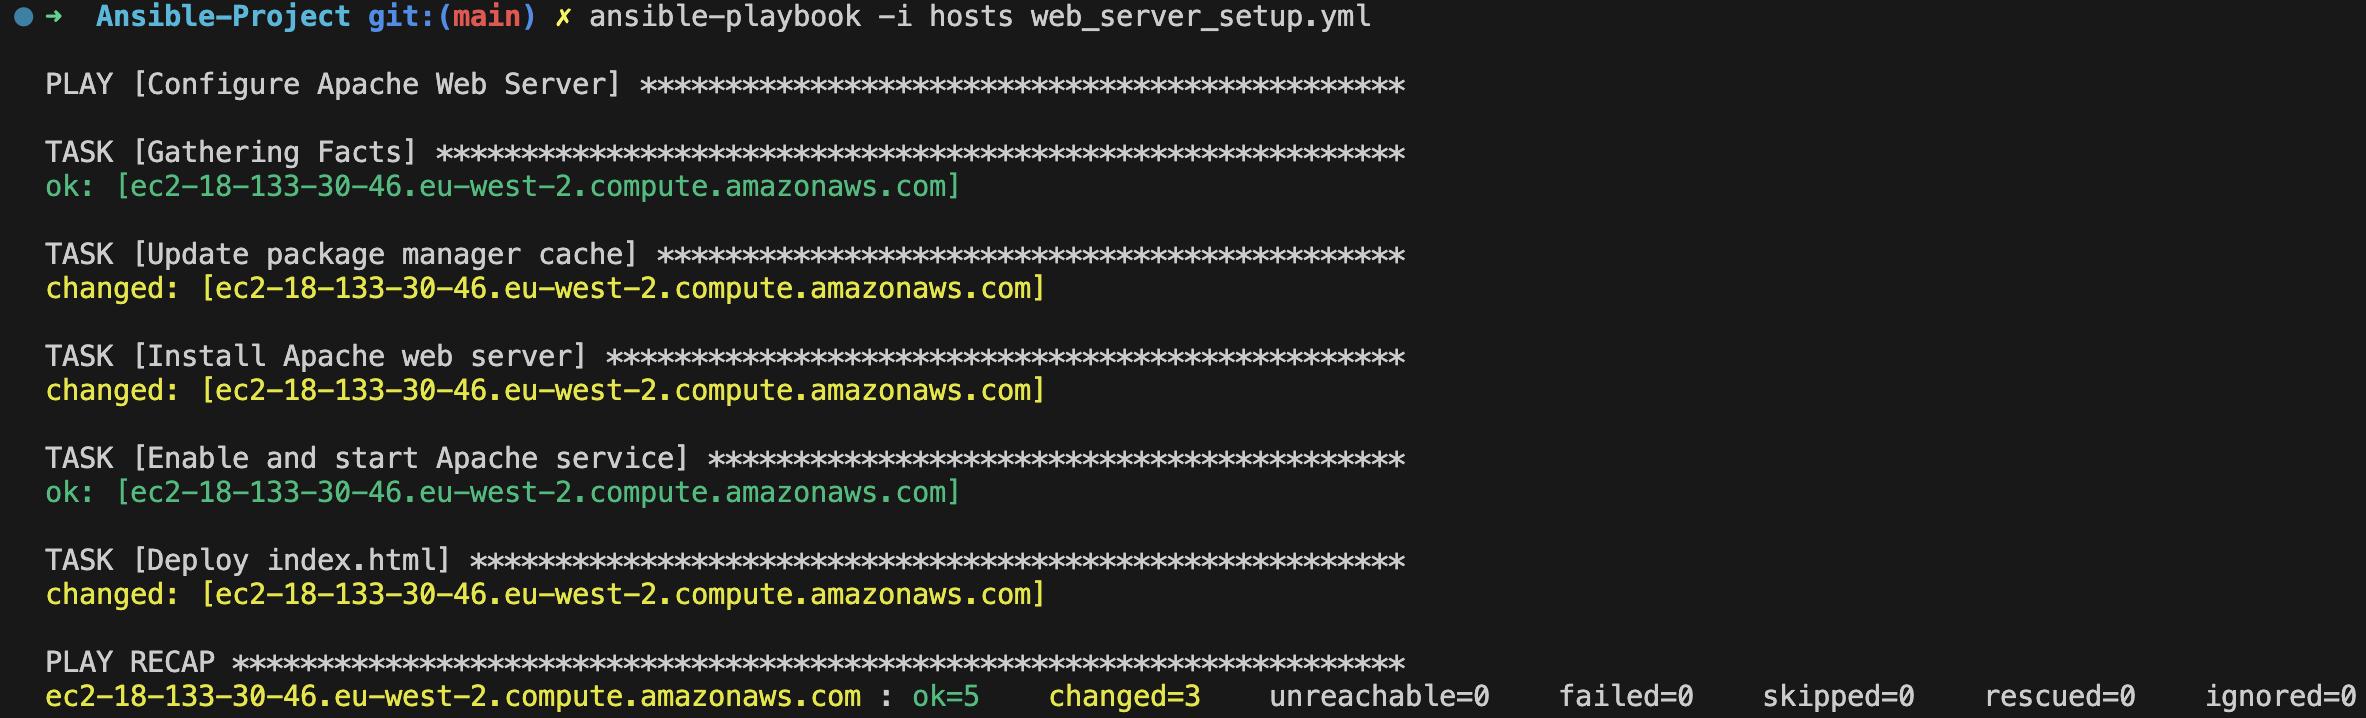 ➜ Ansible-Project git:(main) ✗ ansible-playbook -i hosts web_server_setup.yml
PLAY [Configure Apache Web Server] *********************************************
TASK [Gathering Facts] *********************************************************
ok: [ec2-18-133-30-46.eu-west-2.compute.amazonaws.com]
TASK [Update package manager cache] ********************************************
changed: [ec2-18-133-30-46.eu-west-2.compute.amazonaws.com]
TASK [Install Apache web server] ***********************************************
changed: [ec2-18-133-30-46.eu-west-2.compute.amazonaws.com]
TASK [Enable and start Apache service] *****************************************
ok: [ec2-18-133-30-46.eu-west-2.compute.amazonaws.com]
TASK [Deploy index.html] *******************************************************
changed: [ec2-18-133-30-46.eu-west-2.compute.amazonaws.com]
PLAY RECAP *********************************************************************
ec2-18-133-30-46.eu-west-2.compute.amazonaws.com : ok=5    changed=3    unreachable=0    failed=0    skipped=0    rescued=0    ignored=0